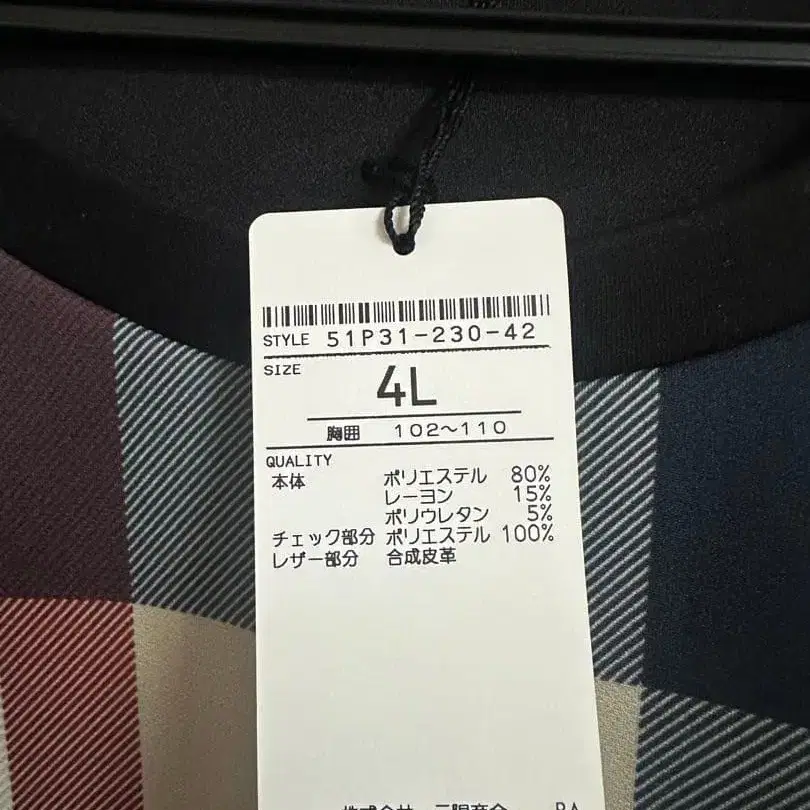 STYLE 51P31-230-42
SIZE
4L
胸囲 102～110
QUALITY
本体 ポリエステル 80%
レーヨン 15%
ポリウレタン 5%
チェック部分 ポリエステル 100%
レザー部分 合成皮革